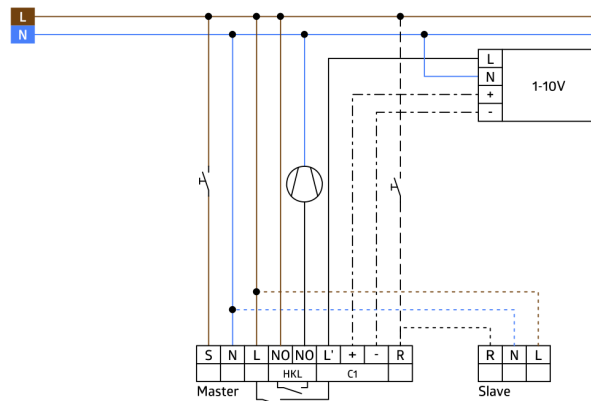 L
N
L
N
+
-
1-10V
S N L NO NO L' + - R
HKL C1
Master
R N L
Slave